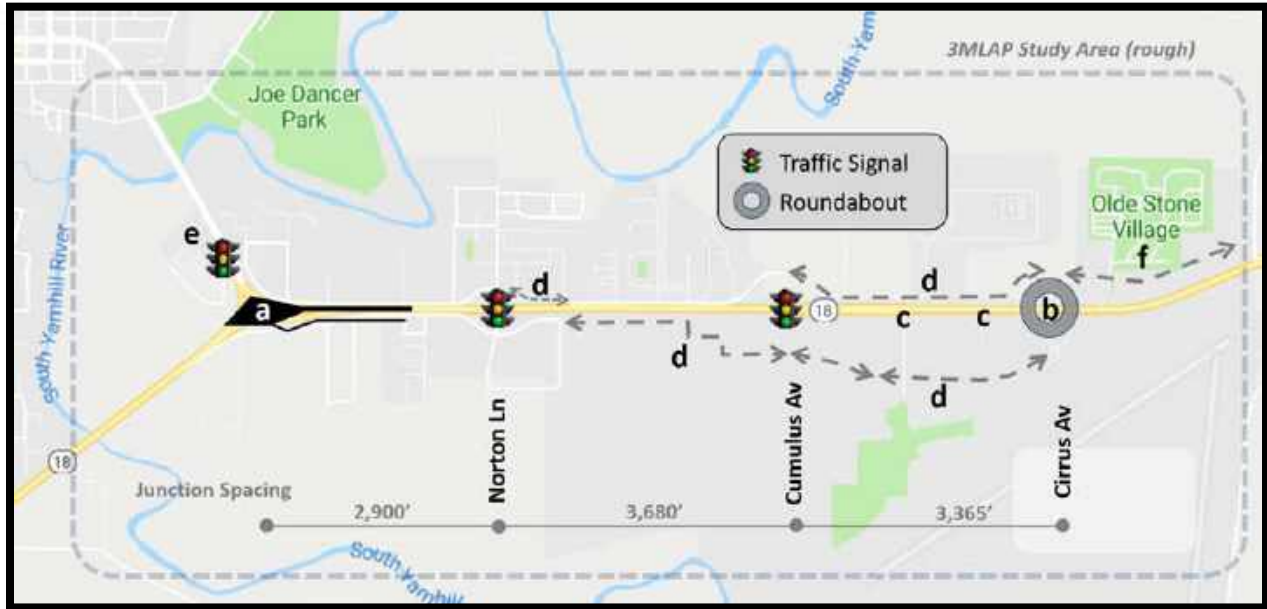 3MLAP Study Area (rough)
South Yam
Joe Dancer
Park
Traffic Signal
Roundabout
Olde Stone
Village
e
f
South Yamhill River
a
d
18
d
b
c
c
d
d
18
Norton Ln
Cumulus Av
Cirrus Av
Junction Spacing
2,900'
3,680'
3,365'
South Yamhill